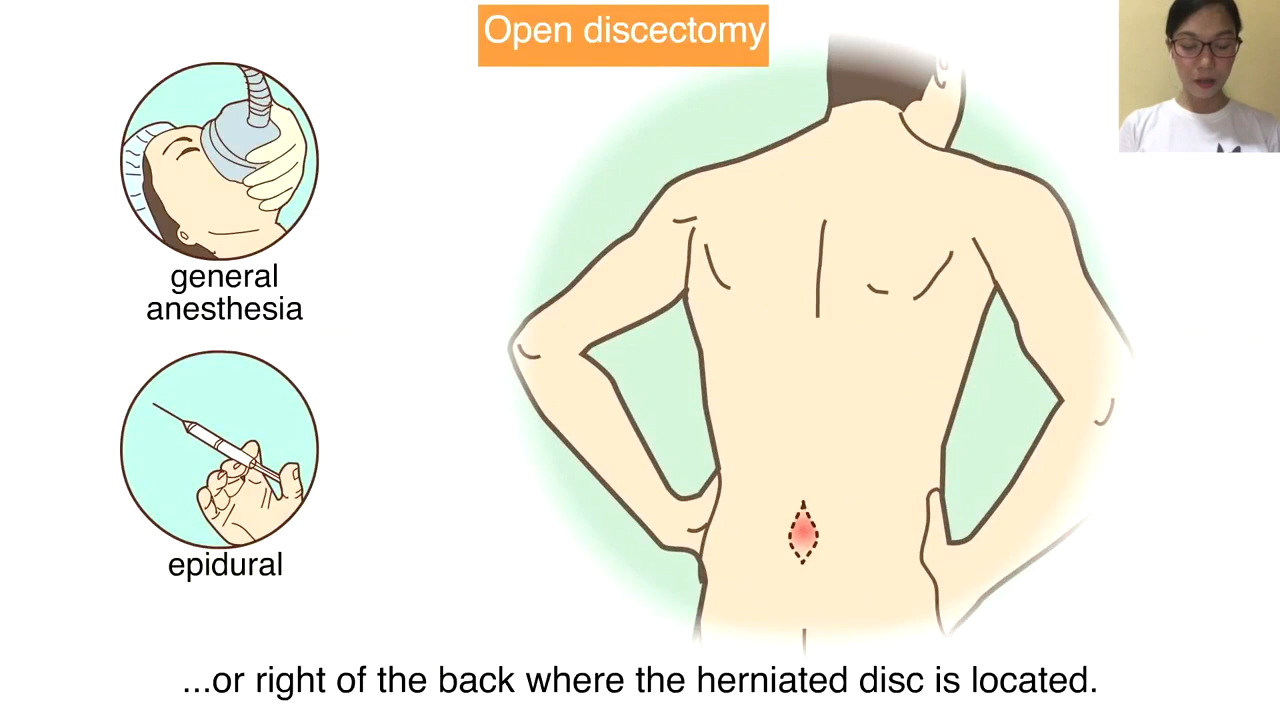 Open discectomy
general
anesthesia
epidural
...or right of the back where the herniated disc is located.